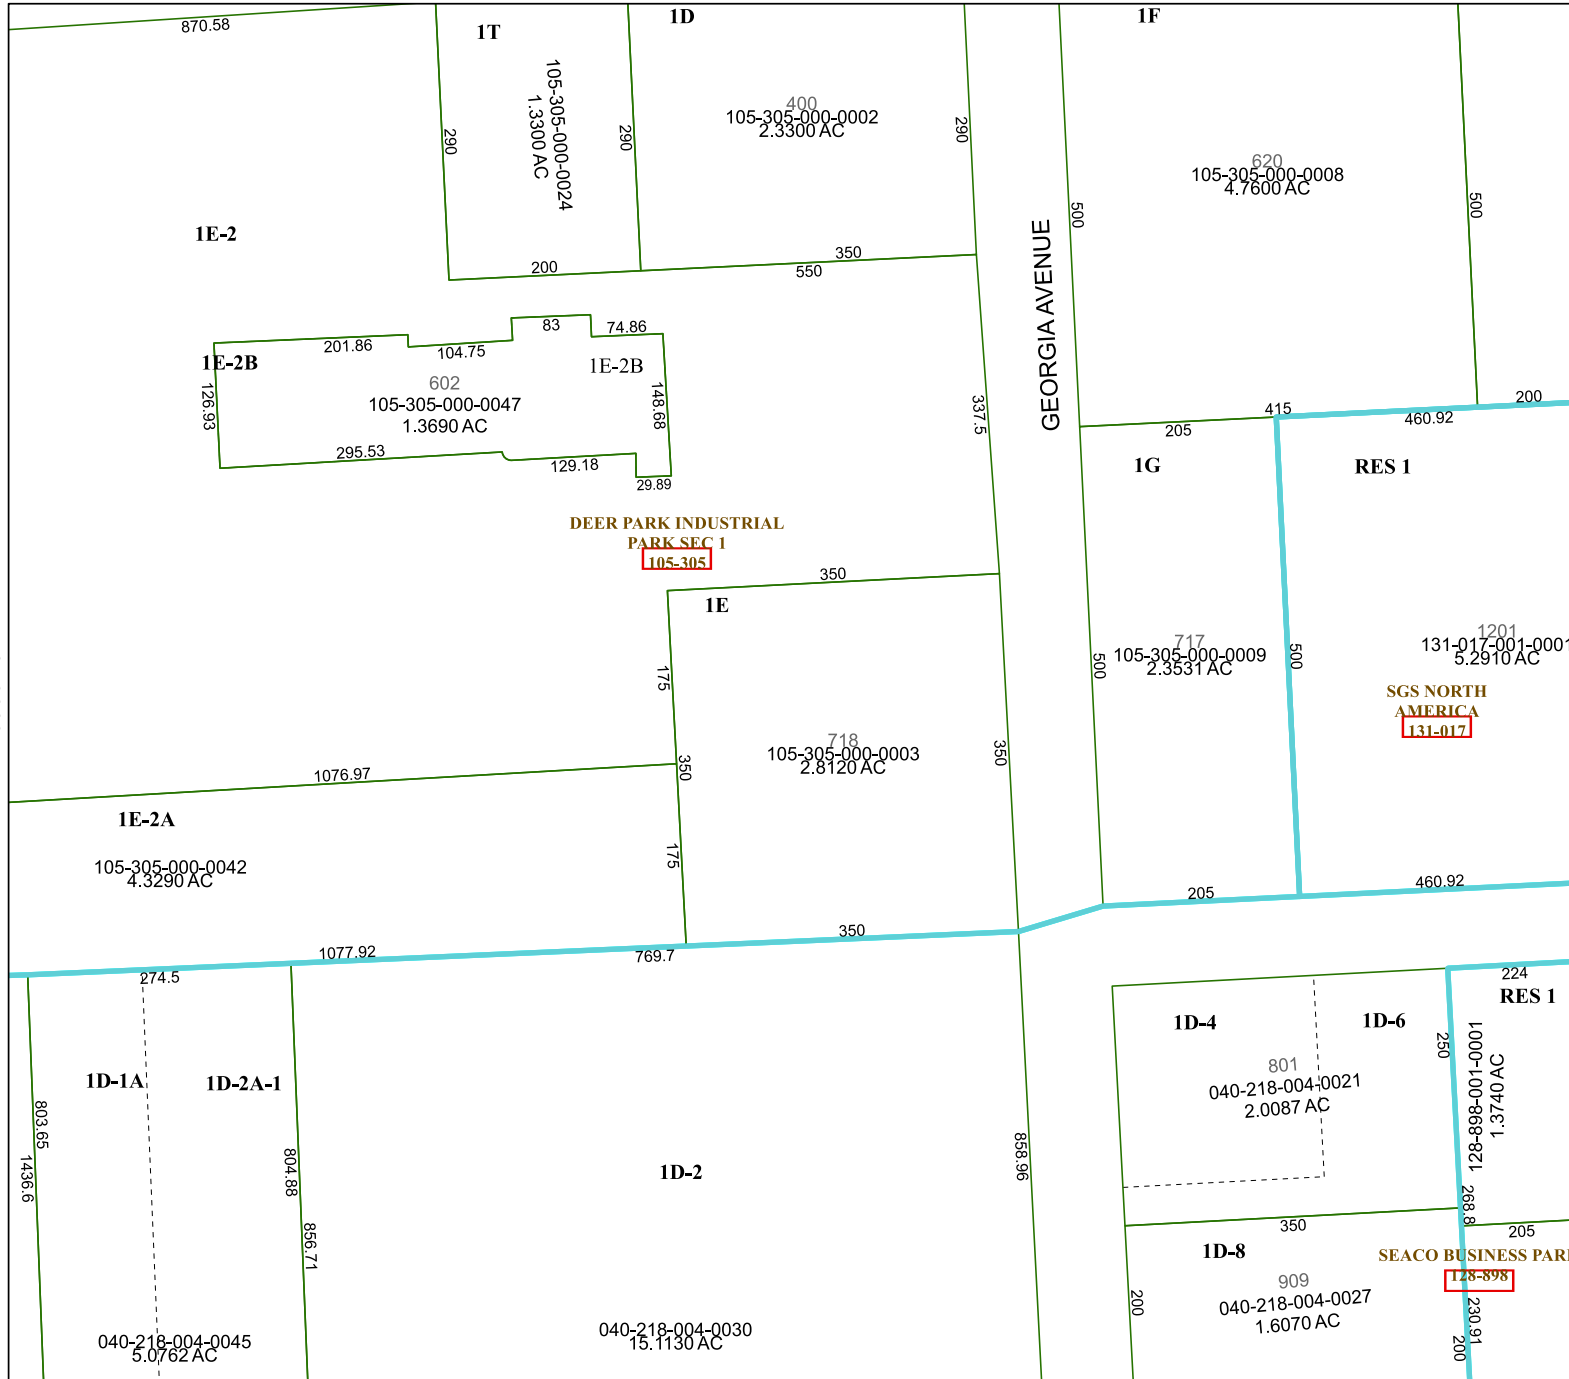 870.58
1T
1D
1F
105-305-000-0024
1.3300 AC
400
105-305-000-0002
2.3300 AC
620
105-305-000-0008
4.7600 AC
290
290
290
500
500
1E-2
GEORGIA AVENUE
200
350
550
83
74.86
201.86
104.75
1E-2B
1E-2B
602
105-305-000-0047
1.3690 AC
126.93
148.68
337.5
295.53
129.18
29.89
205
415
460.92
200
1G
RES 1
DEER PARK INDUSTRIAL
PARK SEC 1
105-305
350
1E
717
105-305-000-0009
2.3531 AC
500
500
1201
131-017-001-0001
5.2910 AC
SGS NORTH
AMERICA
131-017
175
718
105-305-000-0003
2.8120 AC
350
350
1076.97
1E-2A
105-305-000-0042
4.3290 AC
175
205
460.92
350
1077.92
769.7
274.5
224
RES 1
1D-4
1D-6
250
128-898-001-0001
1.3740 AC
1D-1A
1D-2A-1
801
040-218-004-0021
2.0087 AC
803.65
1436.6
804.88
856.71
1D-2
858.96
268.8
350
205
1D-8
SEACO BUSINESS PAR
128-898
909
040-218-004-0027
1.6070 AC
200
230.91
200
040-218-004-0045
5.0762 AC
040-218-004-0030
15.1130 AC